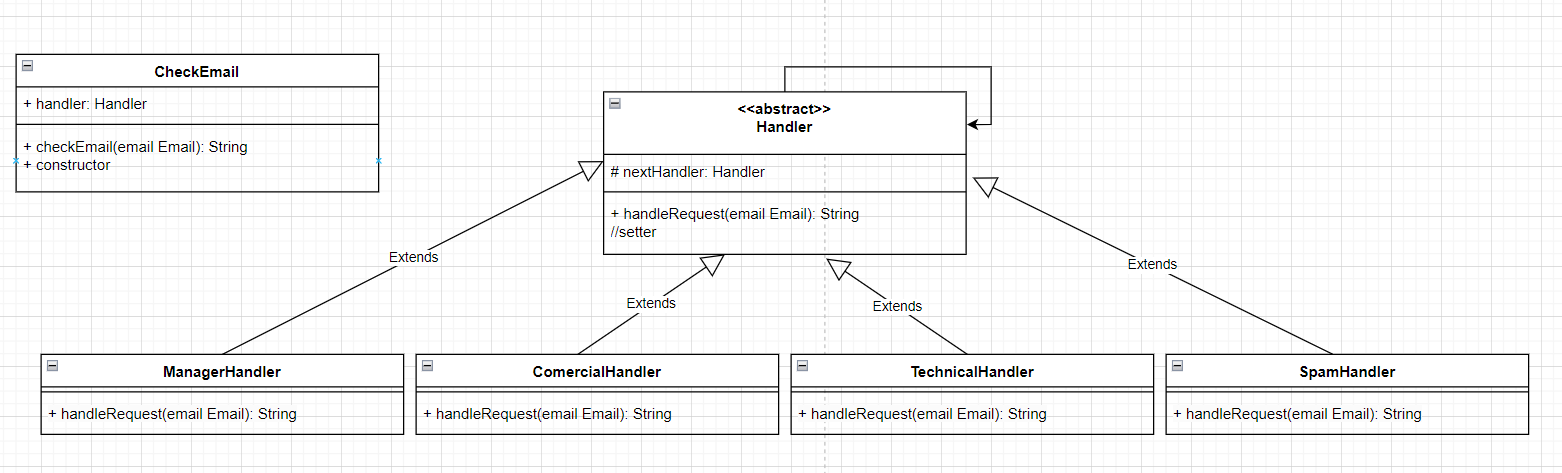 CheckEmail
+ handler: Handler
+ checkEmail(email Email): String
+ constructor
<<abstract>>
Handler
# nextHandler: Handler
+ handleRequest(email Email): String
//setter
Extends
Extends
Extends
Extends
ManagerHandler
+ handleRequest(email Email): String
ComercialHandler
+ handleRequest(email Email): String
TechnicalHandler
+ handleRequest(email Email): String
SpamHandler
+ handleRequest(email Email): String